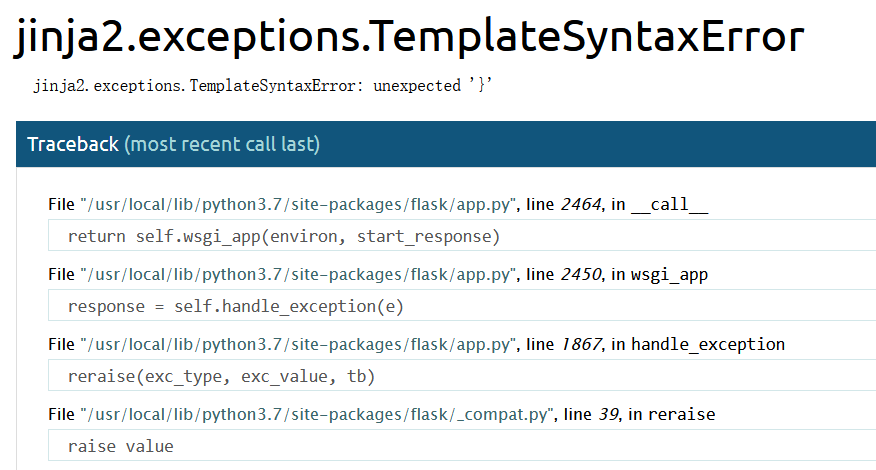 jinja2.exceptions.TemplateSyntaxError
jinja2.exceptions.TemplateSyntaxError: unexpected '}'
Traceback (most recent call last)
File "/usr/local/lib/python3.7/site-packages/flask/app.py", line 2464, in __call__
return self.wsgi_app(environ, start_response)
File "/usr/local/lib/python3.7/site-packages/flask/app.py", line 2450, in wsgi_app
response = self.handle_exception(e)
File "/usr/local/lib/python3.7/site-packages/flask/app.py", line 1867, in handle_exception
reraise(exc_type, exc_value, tb)
File "/usr/local/lib/python3.7/site-packages/flask/_compat.py", line 39, in reraise
raise value